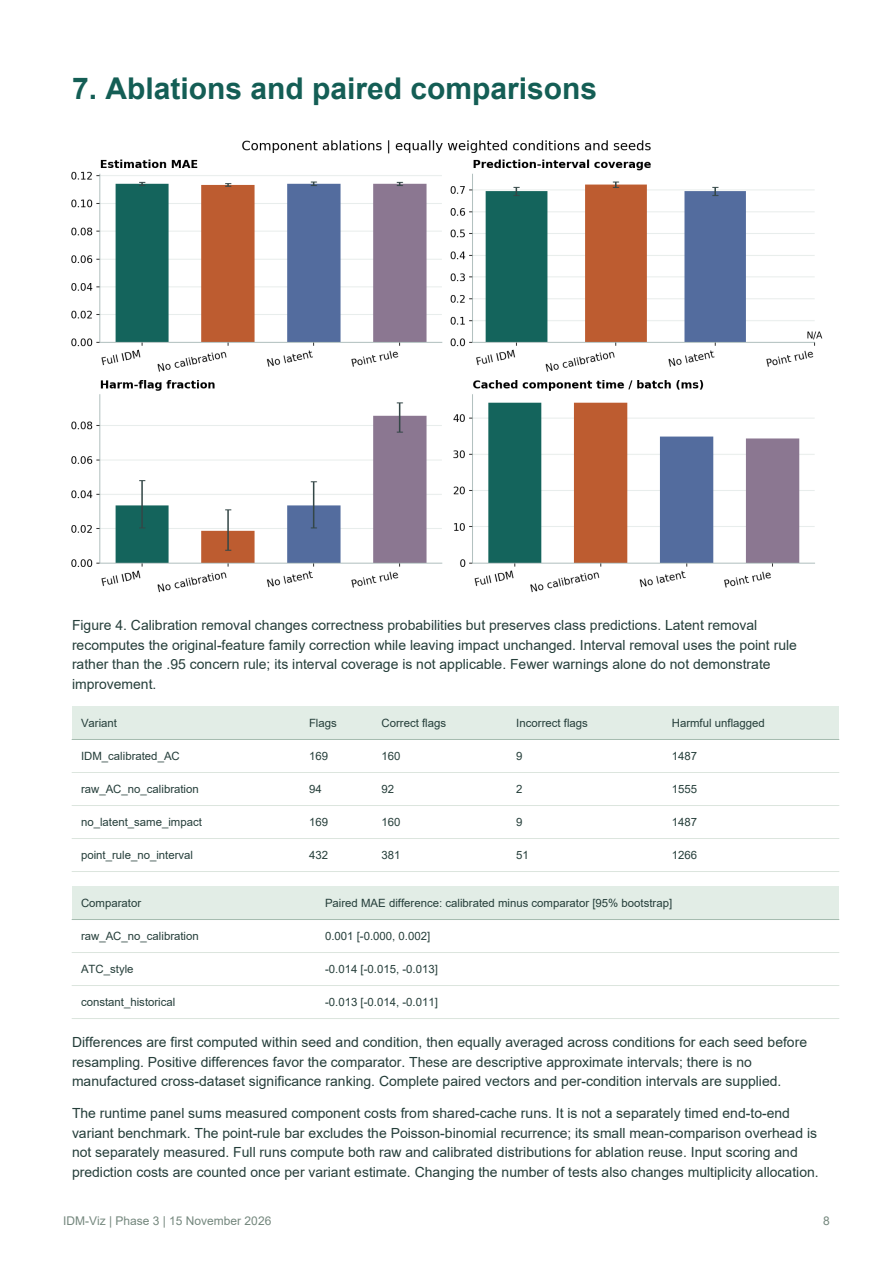 7. Ablations and paired comparisons
Component ablations | equally weighted conditions and seeds
Estimation MAE
0.12
0.10
0.08
0.06
0.04
0.02
0.00
Full IDM
No calibration
No latent
Point rule
Prediction-interval coverage
0.7
0.6
0.5
0.4
0.3
0.2
0.1
0.0
N/A
Full IDM
No calibration
No latent
Point rule
Harm-flag fraction
0.08
0.06
0.04
0.02
0.00
Full IDM
No calibration
No latent
Point rule
Cached component time / batch (ms)
40
30
20
10
0
Full IDM
No calibration
No latent
Point rule
Figure 4. Calibration removal changes correctness probabilities but preserves class predictions. Latent removal
recomputes the original-feature family correction while leaving impact unchanged. Interval removal uses the point rule
rather than the .95 concern rule; its interval coverage is not applicable. Fewer warnings alone do not demonstrate
improvement.
Variant Flags Correct flags Incorrect flags Harmful unflagged
IDM_calibrated_AC 169 160 9 1487
raw_AC_no_calibration 94 92 2 1555
no_latent_same_impact 169 160 9 1487
point_rule_no_interval 432 381 51 1266
Comparator Paired MAE difference: calibrated minus comparator [95% bootstrap]
raw_AC_no_calibration 0.001 [-0.000, 0.002]
ATC_style -0.014 [-0.015, -0.013]
constant_historical -0.013 [-0.014, -0.011]
Differences are first computed within seed and condition, then equally averaged across conditions for each seed before
resampling. Positive differences favor the comparator. These are descriptive approximate intervals; there is no
manufactured cross-dataset significance ranking. Complete paired vectors and per-condition intervals are supplied.
The runtime panel sums measured component costs from shared-cache runs. It is not a separately timed end-to-end
variant benchmark. The point-rule bar excludes the Poisson-binomial recurrence; its small mean-comparison overhead is
not separately measured. Full runs compute both raw and calibrated distributions for ablation reuse. Input scoring and
prediction costs are counted once per variant estimate. Changing the number of tests also changes multiplicity allocation.
IDM-Viz | Phase 3 | 15 November 2026
8